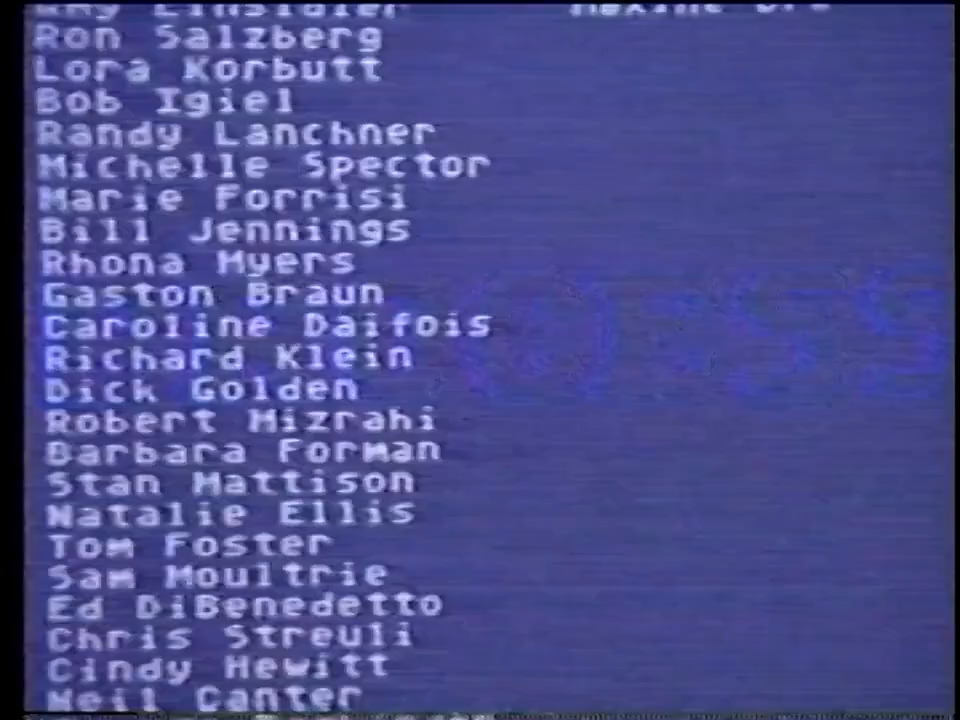 Ron Salzberg
Lora Korbutt
Bob Igiel
Randy Lanchner
Michelle Spector
Marie Forrisi
Bill Jennings
Rhona Myers
Gaston Braun
Caroline Daifois
Richard Klein
Dick Golden
Robert Mizrahi
Barbara Forman
Stan Mattison
Natalie Ellis
Tom Foster
Sam Moultrie
Ed DiBenedetto
Chris Streuli
Cindy Hewitt
Neil Canter